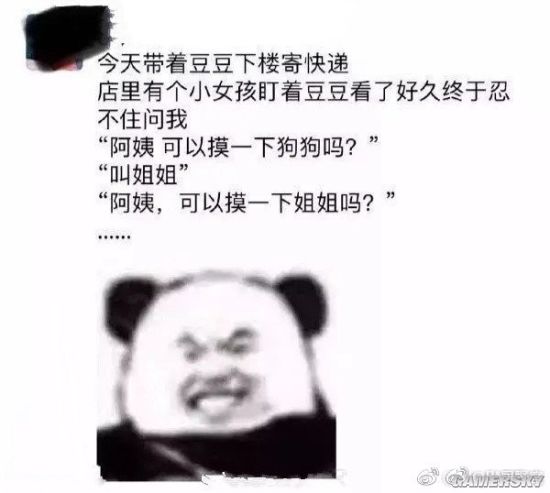 今天带着豆豆下楼寄快递
店里有个小女孩盯着豆豆看了好久终于忍
不住问我
“阿姨 可以摸一下狗狗吗？”
“叫姐姐”
“阿姨，可以摸一下姐姐吗？”
......
GAMERSKY